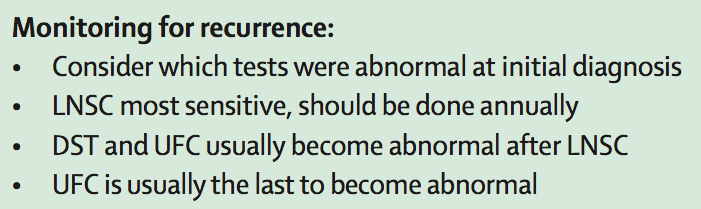 Monitoring for recurrence:
• Consider which tests were abnormal at initial diagnosis
• LNSC most sensitive, should be done annually
• DST and UFC usually become abnormal after LNSC
• UFC is usually the last to become abnormal